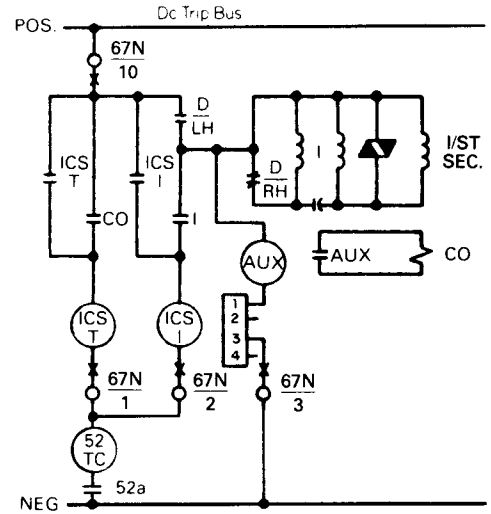 Dc Trip Bus
POS.
67N
10
D
LH
ICS
T
ICS
I
CO
I
D
RH
I
I/ST
SEC.
AUX
AUX
CO
1
2
3
4
ICS
T
ICS
I
67N
1
67N
2
67N
3
52
TC
52a
NEG